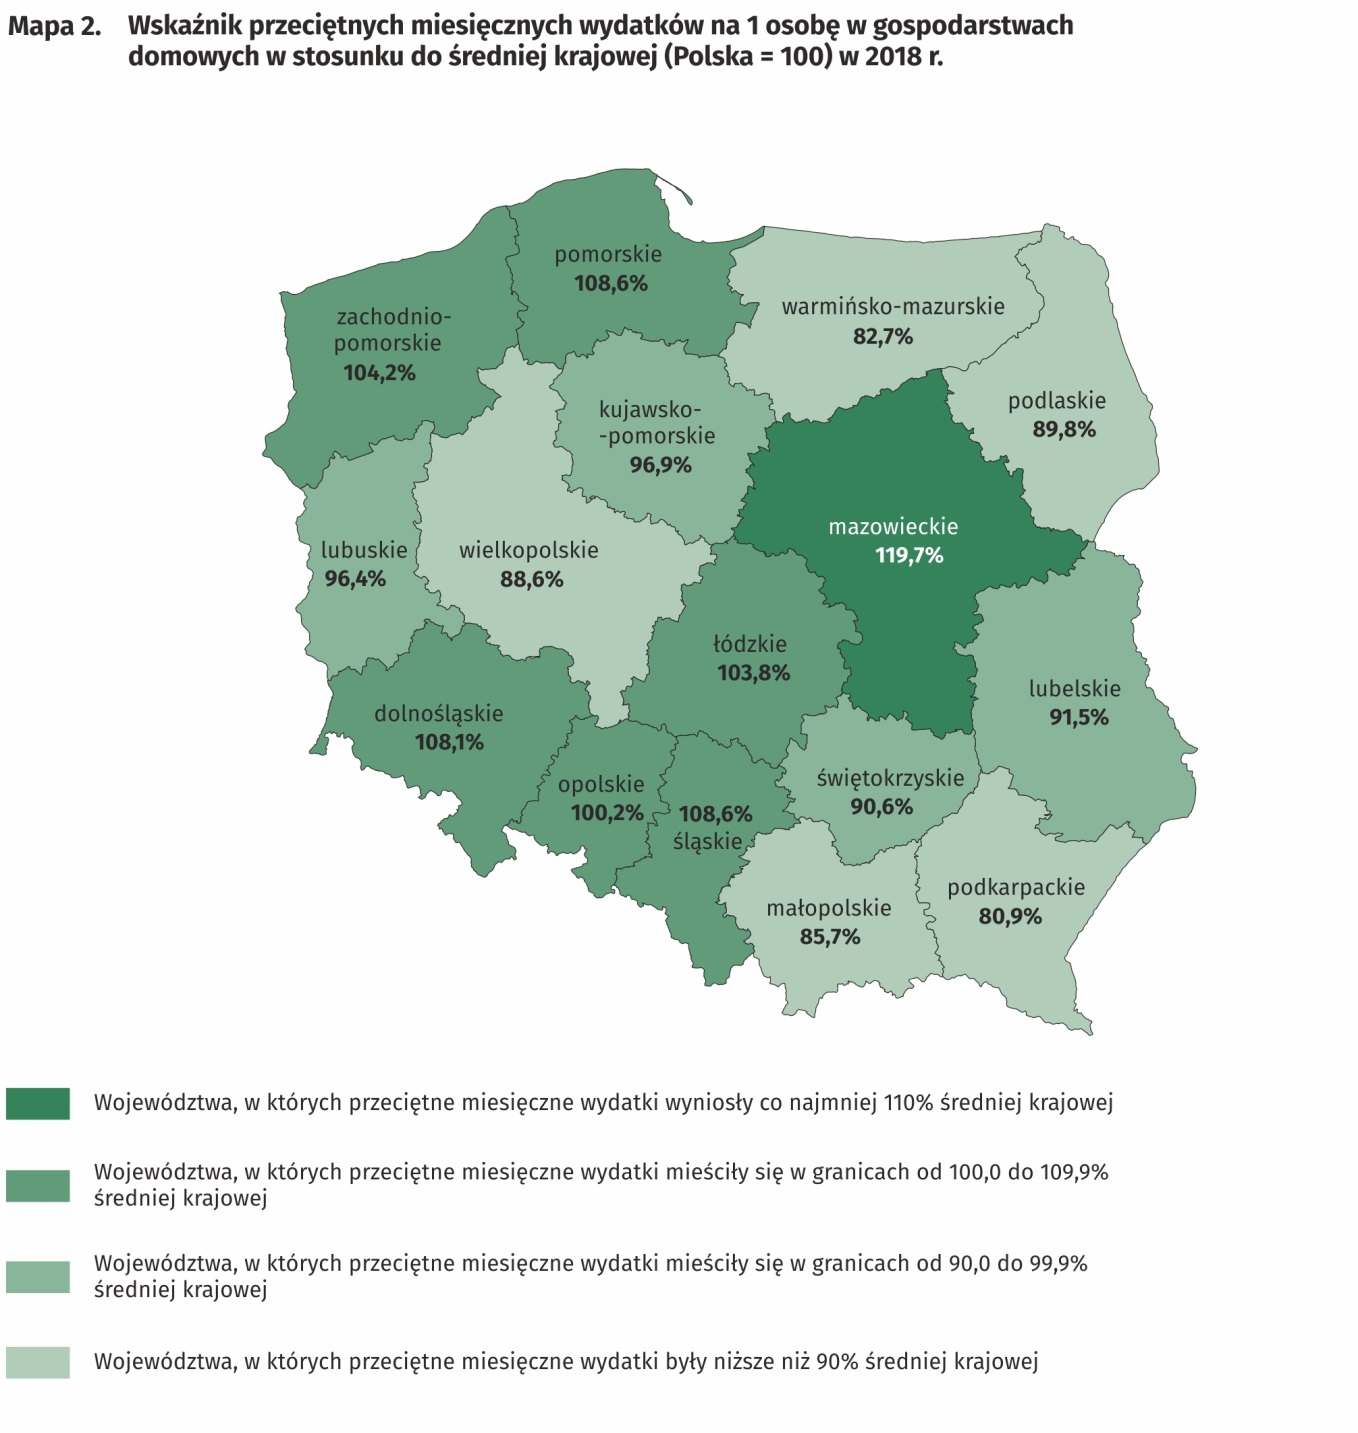 Mapa 2. Wskaźnik przeciętnych miesięcznych wydatków na 1 osobę w gospodarstwach
domowych w stosunku do średniej krajowej (Polska = 100) w 2018 r.
pomorskie
108,6%
zachodnio-
pomorskie
104,2%
warmińsko-mazurskie
82,7%
podlaskie
89,8%
kujawsko-
-pomorskie
96,9%
mazowieckie
119,7%
lubuskie
96,4%
wielkopolskie
88,6%
łódzkie
103,8%
lubelskie
91,5%
dolnośląskie
108,1%
opolskie
100,2%
108,6%
śląskie
świętokrzyskie
90,6%
małopolskie
85,7%
podkarpackie
80,9%
Województwa, w których przeciętne miesięczne wydatki wyniosły co najmniej 110% średniej krajowej
Województwa, w których przeciętne miesięczne wydatki mieściły się w granicach od 100,0 do 109,9%
średniej krajowej
Województwa, w których przeciętne miesięczne wydatki mieściły się w granicach od 90,0 do 99,9%
średniej krajowej
Województwa, w których przeciętne miesięczne wydatki były niższe niż 90% średniej krajowej